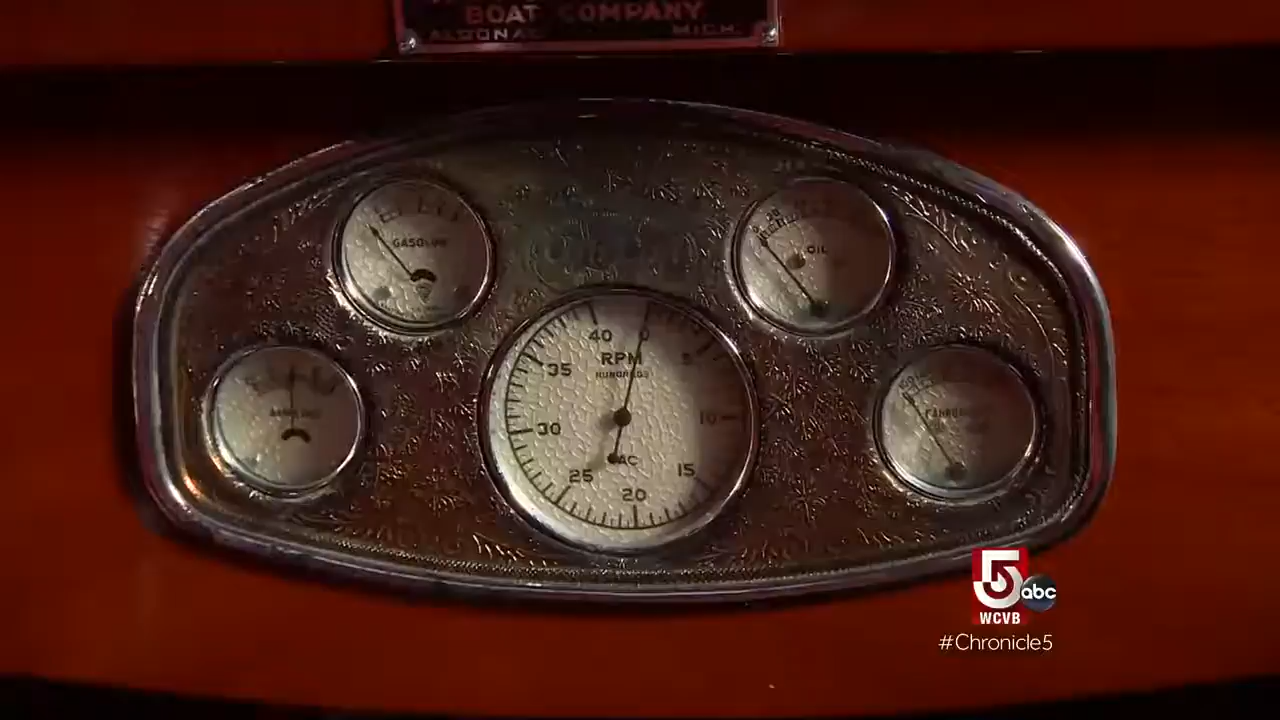 BOAT COMPANY
ALGONAC MICH.
GASOLINE
OIL
40 0
RPM
HUNDREDS
5
35
10
30
AC
25
15
20
5 abc
WCVB
#Chronicle5